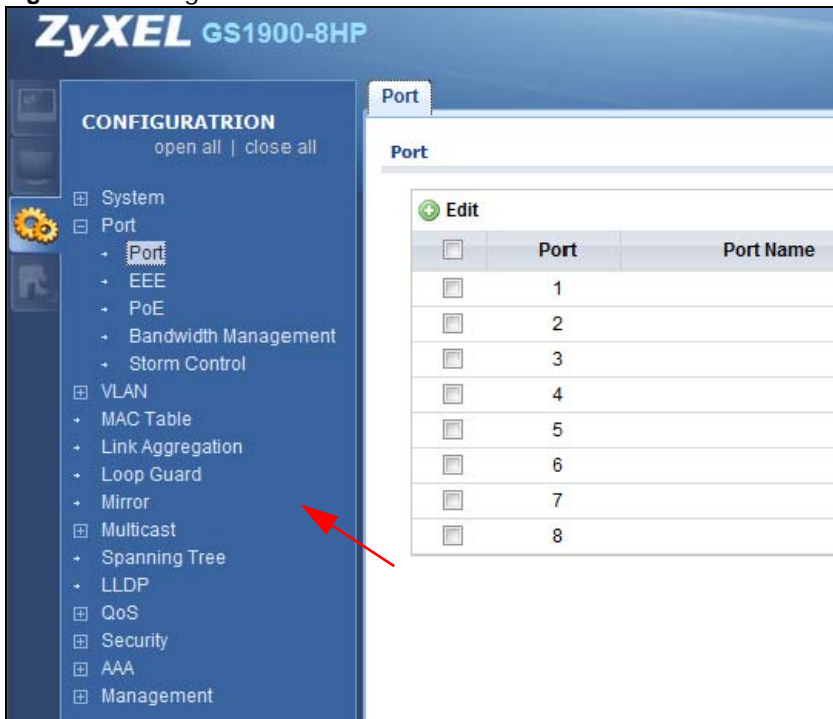 ZyXEL GS1900-8HP
CONFIGURATRION
open all | close all
System
Port
Port
EEE
PoE
Bandwidth Management
Storm Control
VLAN
MAC Table
Link Aggregation
Loop Guard
Mirror
Multicast
Spanning Tree
LLDP
QoS
Security
AAA
Management
Port
Port
Edit
Port Port Name
1
2
3
4
5
6
7
8